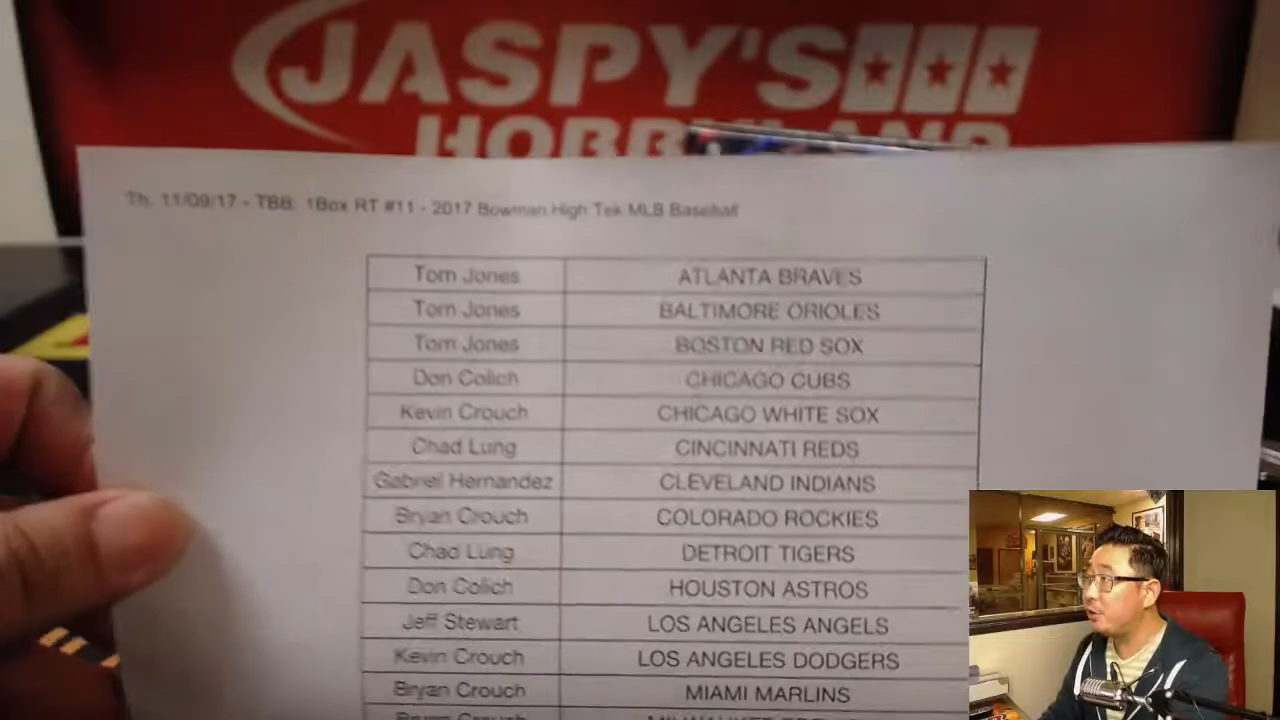 JASPY'S
HOBBYLAND
Th. 11/09/17 - TBB: 1Box RT #11 - 2017 Bowman High Tek MLB Baseball
Tom Jones ATLANTA BRAVES
Tom Jones BALTIMORE ORIOLES
Tom Jones BOSTON RED SOX
Don Colich CHICAGO CUBS
Kevin Crouch CHICAGO WHITE SOX
Chad Lung CINCINNATI REDS
Gabriel Hernandez CLEVELAND INDIANS
Bryan Crouch COLORADO ROCKIES
Chad Lung DETROIT TIGERS
Don Colich HOUSTON ASTROS
Jeff Stewart LOS ANGELES ANGELS
Kevin Crouch LOS ANGELES DODGERS
Bryan Crouch MIAMI MARLINS